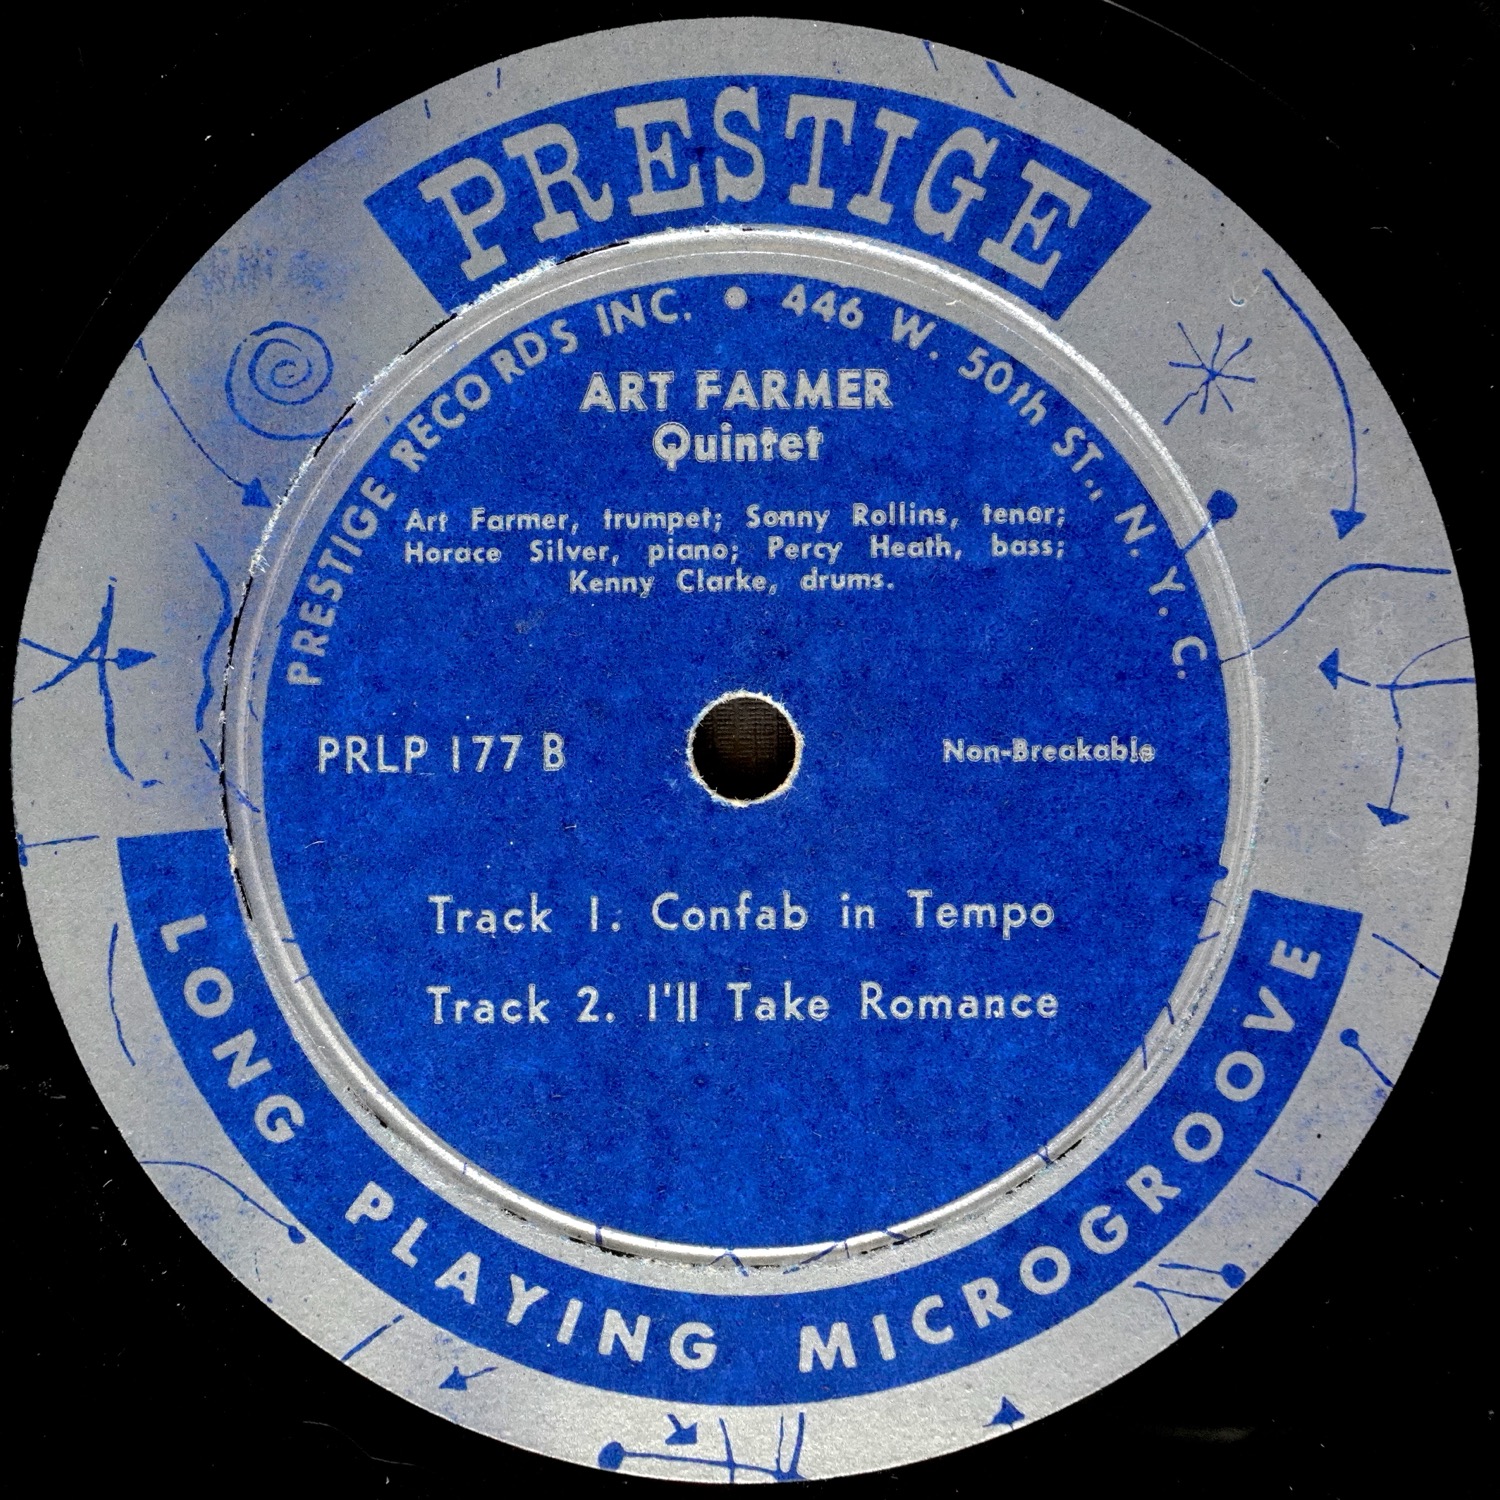 PRESTIGE
PRESTIGE RECORDS INC. • 446 W. 50th ST., N. Y. C.
ART FARMER
Quintet
Art Farmer, trumpet; Sonny Rollins, tenor;
Horace Silver, piano; Percy Heath, bass;
Kenny Clarke, drums.
PRLP 177 B
Non-Breakable
Track 1. Confab in Tempo
Track 2. I'll Take Romance
LONG PLAYING MICROGROOVE